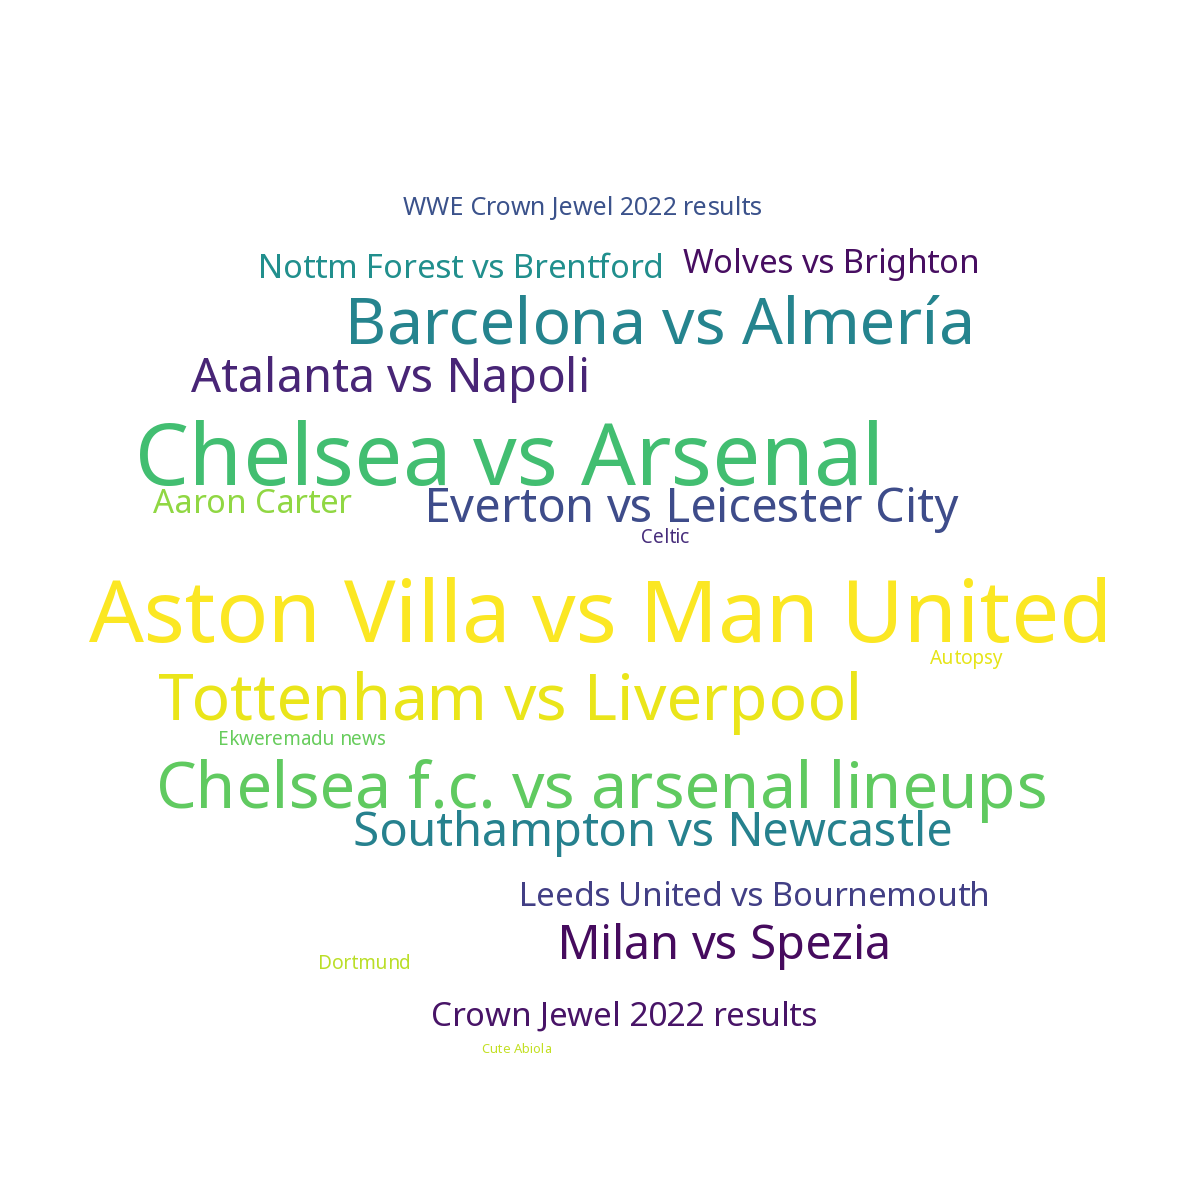 WWE Crown Jewel 2022 results
Nottm Forest vs Brentford
Wolves vs Brighton
Barcelona vs Almería
Atalanta vs Napoli
Chelsea vs Arsenal
Aaron Carter
Everton vs Leicester City
Celtic
Aston Villa vs Man United
Autopsy
Tottenham vs Liverpool
Ekweremadu news
Chelsea f.c. vs arsenal lineups
Southampton vs Newcastle
Leeds United vs Bournemouth
Milan vs Spezia
Dortmund
Crown Jewel 2022 results
Cute Abiola